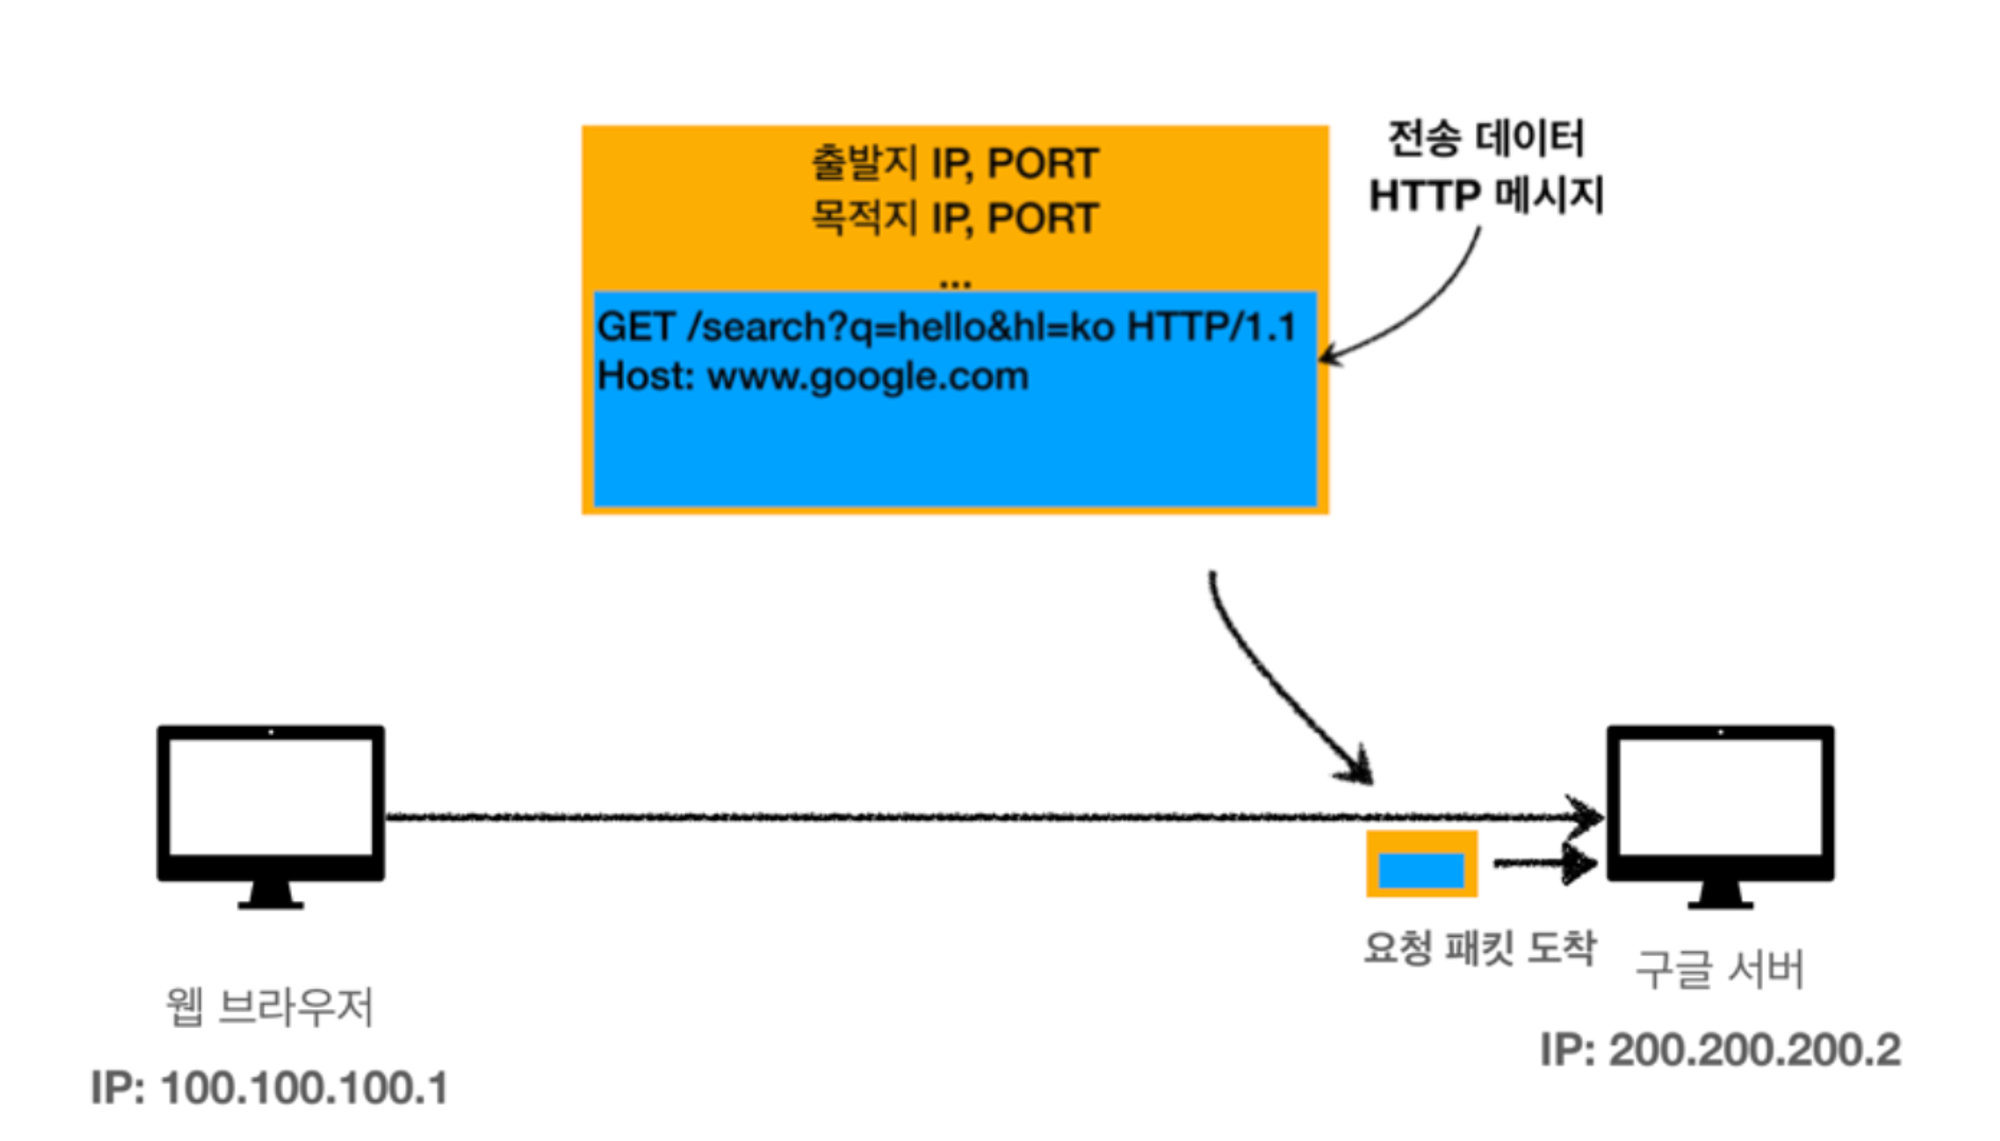 출발지 IP, PORT
목적지 IP, PORT
...
GET /search?q=hello&hl=ko HTTP/1.1
Host: www.google.com
전송 데이터
HTTP 메시지
요청 패킷 도착
웹 브라우저
IP: 100.100.100.1
구글 서버
IP: 200.200.200.2